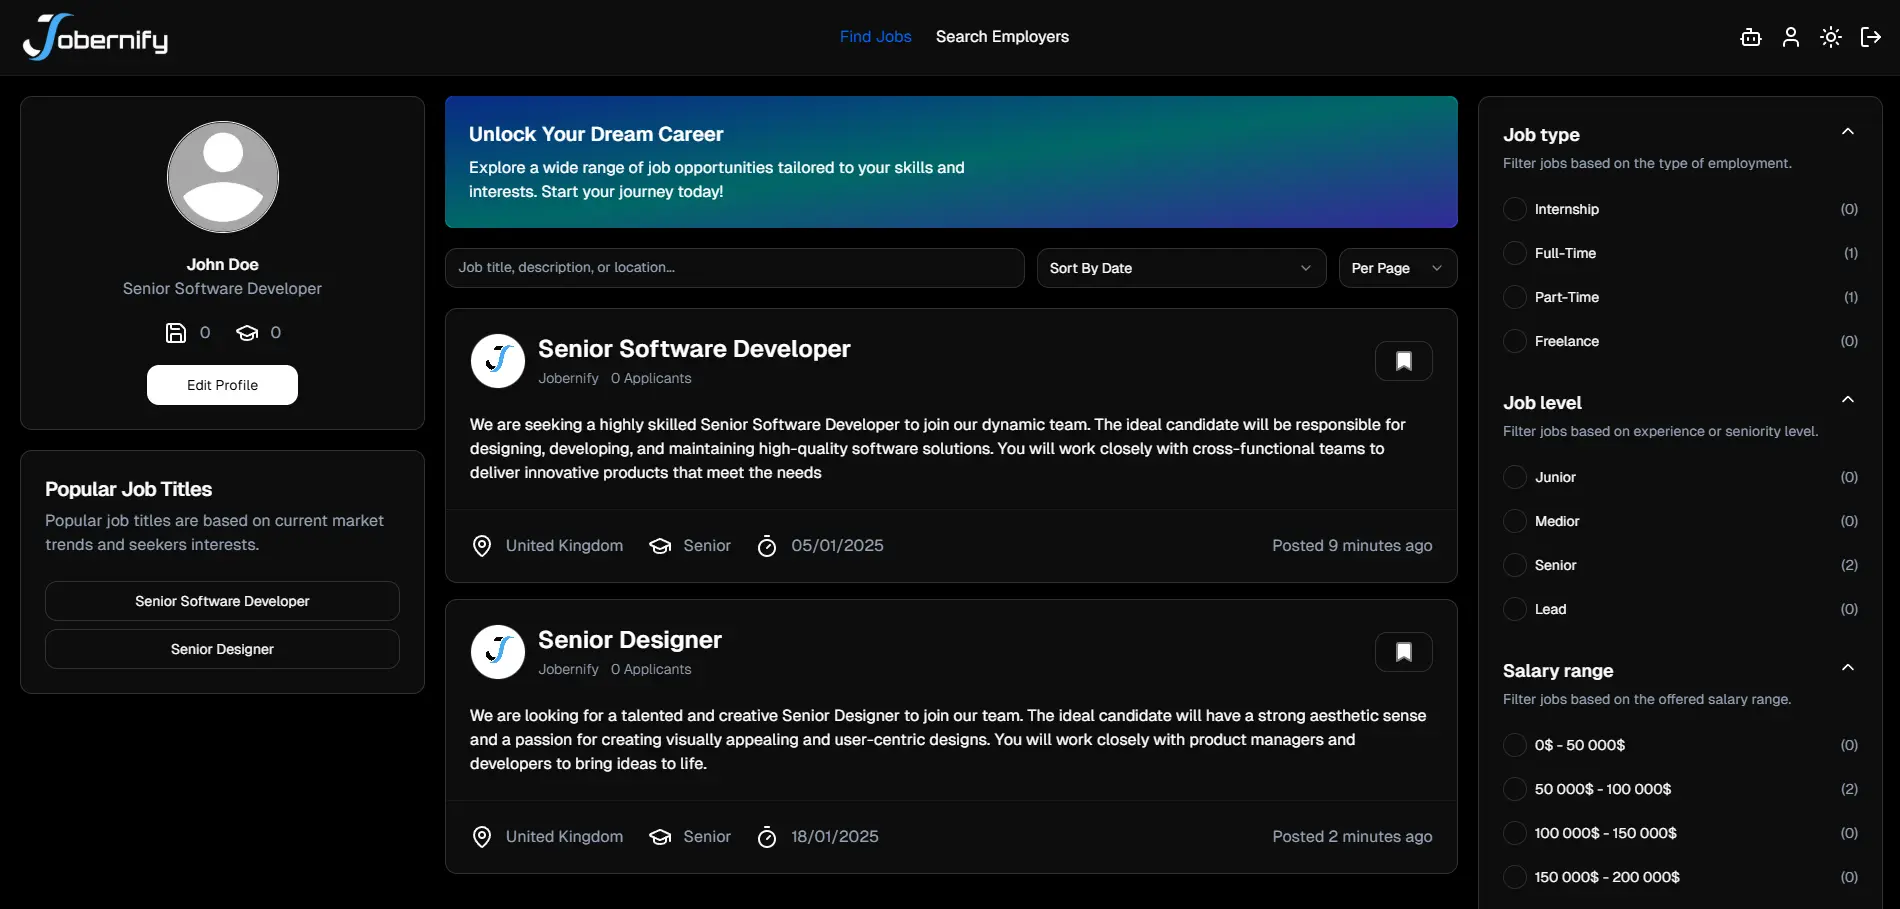 Jobernify
Find Jobs
Search Employers
John Doe
Senior Software Developer
0
0
Edit Profile
Popular Job Titles
Popular job titles are based on current market
trends and seekers interests.
Senior Software Developer
Senior Designer
Unlock Your Dream Career
Explore a wide range of job opportunities tailored to your skills and
interests. Start your journey today!
Job title, description, or location...
Sort By Date
Per Page
Senior Software Developer
Jobernify 0 Applicants
We are seeking a highly skilled Senior Software Developer to join our dynamic team. The ideal candidate will be responsible for
designing, developing, and maintaining high-quality software solutions. You will work closely with cross-functional teams to
deliver innovative products that meet the needs
United Kingdom Senior 05/01/2025 Posted 9 minutes ago
Senior Designer
Jobernify 0 Applicants
We are looking for a talented and creative Senior Designer to join our team. The ideal candidate will have a strong aesthetic sense
and a passion for creating visually appealing and user-centric designs. You will work closely with product managers and
developers to bring ideas to life.
United Kingdom Senior 18/01/2025 Posted 2 minutes ago
Job type
Filter jobs based on the type of employment.
Internship (0)
Full-Time (1)
Part-Time (1)
Freelance (0)
Job level
Filter jobs based on experience or seniority level.
Junior (0)
Medior (0)
Senior (2)
Lead (0)
Salary range
Filter jobs based on the offered salary range.
0$ - 50 000$ (0)
50 000$ - 100 000$ (2)
100 000$ - 150 000$ (0)
150 000$ - 200 000$ (0)